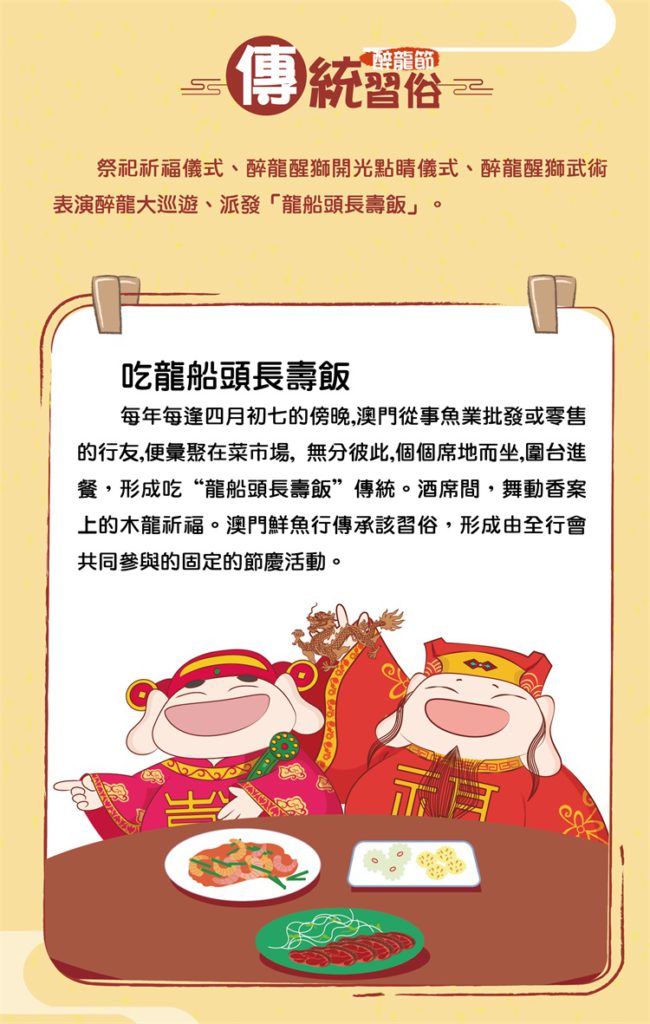 醉龍節
傳統習俗
祭祀祈福儀式、醉龍醒獅開光點睛儀式、醉龍醒獅武術
表演醉龍大巡遊、派發「龍船頭長壽飯」。
吃龍船頭長壽飯
每年每逢四月初七的傍晚,澳門從事魚業批發或零售
的行友,便彙聚在菜市場, 無分彼此,個個席地而坐,圍台進
餐，形成吃“龍船頭長壽飯”傳統。酒席間，舞動香案
上的木龍祈福。澳門鮮魚行傳承該習俗，形成由全行會
共同參與的固定的節慶活動。